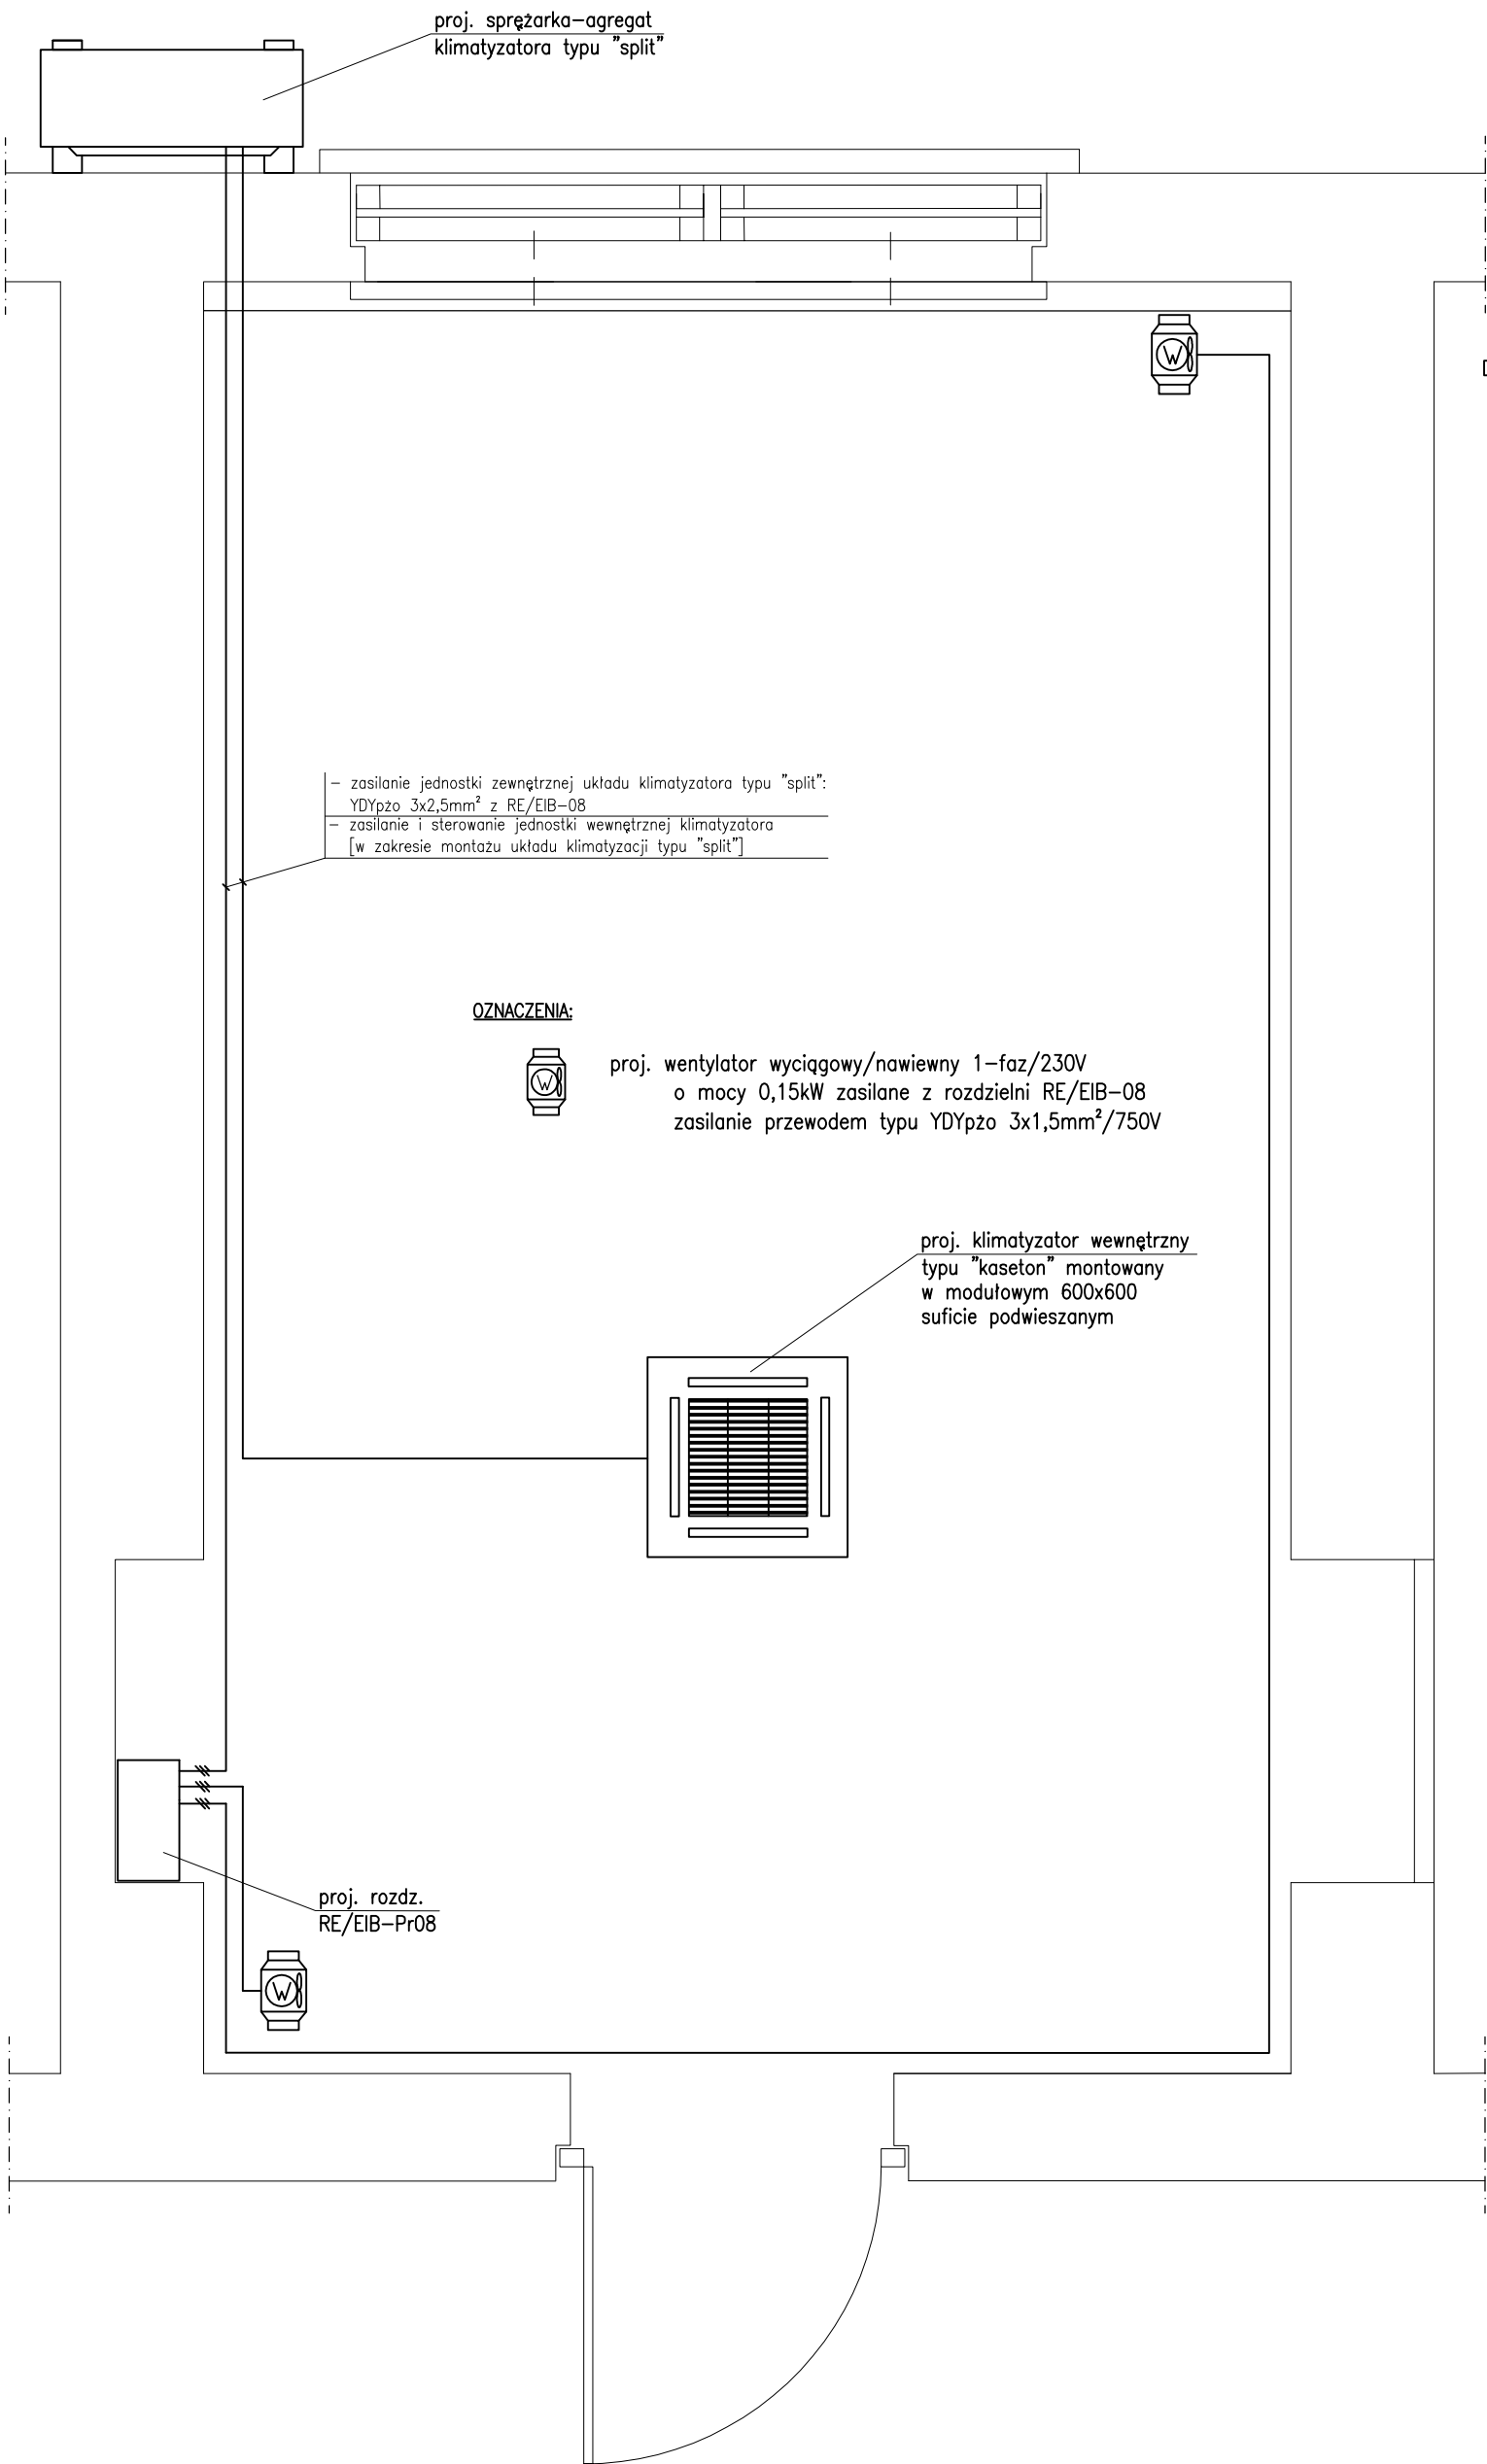 proj. sprężarka-agregat
klimatyzatora typu "split"
- zasilanie jednostki zewnętrznej układu klimatyzatora typu "split":
YDYpżo 3x2,5mm² z RE/EIB-08
- zasilanie i sterowanie jednostki wewnętrznej klimatyzatora
[w zakresie montażu układu klimatyzacji typu "split"]
OZNACZENIA:
W
W
proj. wentylator wyciągowy/nawiewny 1-faz/230V
o mocy 0,15kW zasilane z rozdzielni RE/EIB-08
zasilanie przewodem typu YDYpżo 3x1,5mm²/750V
proj. klimatyzator wewnętrzny
typu "kaseton" montowany
w modułowym 600x600
suficie podwieszanym
proj. rozdz.
RE/EIB-Pr08
W